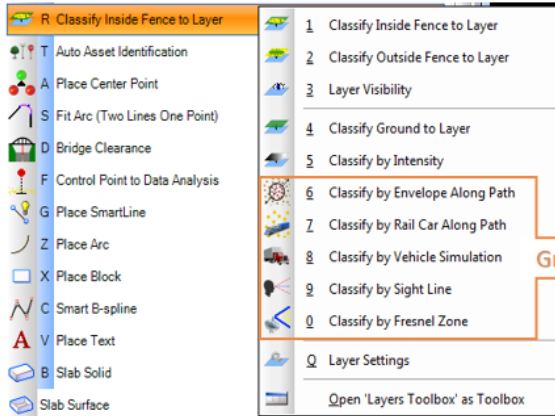 R Classify Inside Fence to Layer
T Auto Asset Identification
A Place Center Point
S Fit Arc (Two Lines One Point)
D Bridge Clearance
F Control Point to Data Analysis
G Place SmartLine
Z Place Arc
X Place Block
C Smart B-spline
V Place Text
B Slab Solid
Slab Surface
1 Classify Inside Fence to Layer
2 Classify Outside Fence to Layer
3 Layer Visibility
4 Classify Ground to Layer
5 Classify by Intensity
6 Classify by Envelope Along Path
7 Classify by Rail Car Along Path
8 Classify by Vehicle Simulation
9 Classify by Sight Line
0 Classify by Fresnel Zone
Q Layer Settings
Open 'Layers Toolbox' as Toolbox